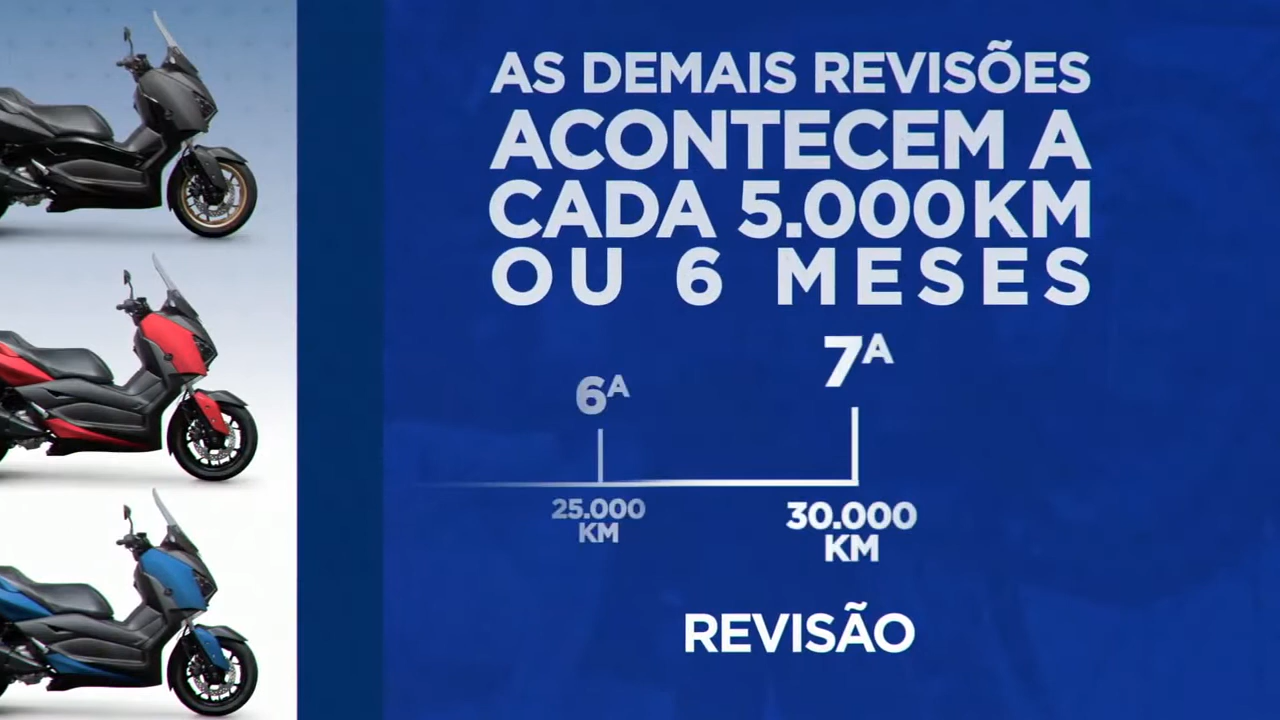 AS DEMAIS REVISÕES
ACONTECEM A
CADA 5.000KM
OU 6 MESES
6ª
7ª
25.000
KM
30.000
KM
REVISÃO